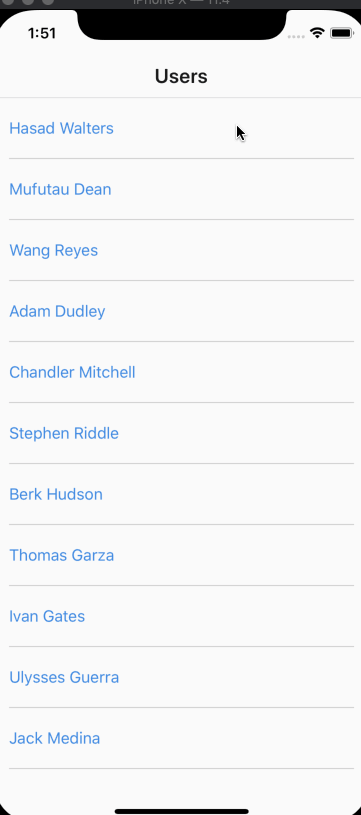 iPhone X — 11.4
1:51
Users
Hasad Walters
Mufutau Dean
Wang Reyes
Adam Dudley
Chandler Mitchell
Stephen Riddle
Berk Hudson
Thomas Garza
Ivan Gates
Ulysses Guerra
Jack Medina